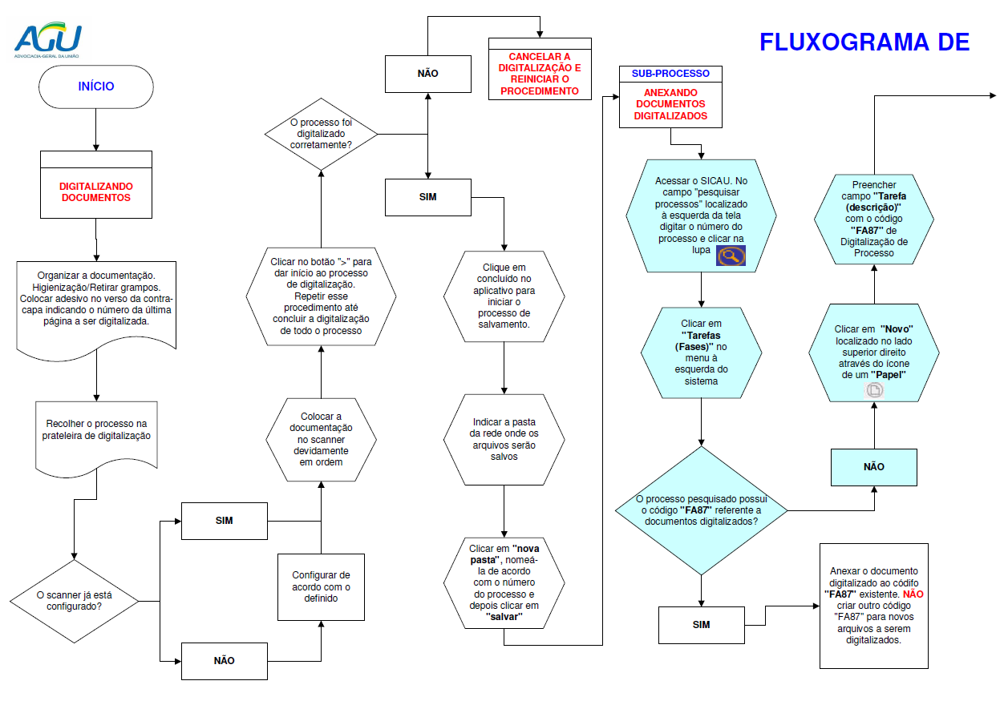 AGU
ADVOCACIA-GERAL DA UNIÃO
FLUXOGRAMA DE
INÍCIO
DIGITALIZANDO
DOCUMENTOS
Organizar a documentação.
Higienização/Retirar grampos.
Colocar adesivo no verso da contra-
capa indicando o número da última
página a ser digitalizada.
Recolher o processo na
prateleira de digitalização
O scanner já está
configurado?
SIM
NÃO
Configurar de
acordo com o
definido
Colocar a
documentação
no scanner
devidamente
em ordem
Clicar no botão ">" para
dar início ao processo
de digitalização.
Repetir esse
procedimento até
concluir a digitalização
de todo o processo
O processo foi
digitalizado
corretamente?
NÃO
CANCELAR A
DIGITALIZAÇÃO E
REINICIAR O
PROCEDIMENTO
SIM
Clique em
concluído no
aplicativo para
iniciar o
processo de
salvamento.
Indicar a pasta
da rede onde os
arquivos serão
salvos
Clicar em "nova
pasta", nomeá-
la de acordo
com o número
do processo e
depois clicar em
"salvar"
SUB-PROCESSO
ANEXANDO
DOCUMENTOS
DIGITALIZADOS
Acessar o SICAU. No
campo "pesquisar
processos" localizado
à esquerda da tela
digitar o número do
processo e clicar na
lupa
Clicar em
"Tarefas
(Fases)" no
menu à
esquerda do
sistema
O processo pesquisado possui
o código "FA87" referente a
documentos digitalizados?
SIM
Anexar o documento
digitalizado ao códifo
"FA87" existente. NÃO
criar outro código
"FA87" para novos
arquivos a serem
digitalizados.
NÃO
Clicar em "Novo"
localizado no lado
superior direito
através do ícone
de um "Papel"
Preencher
campo "Tarefa
(descrição)"
com o código
"FA87" de
Digitalização de
Processo